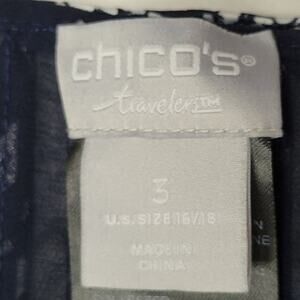 chico's®
travelers™
3
U.S. SIZE 16/18
MADE IN
CHINA